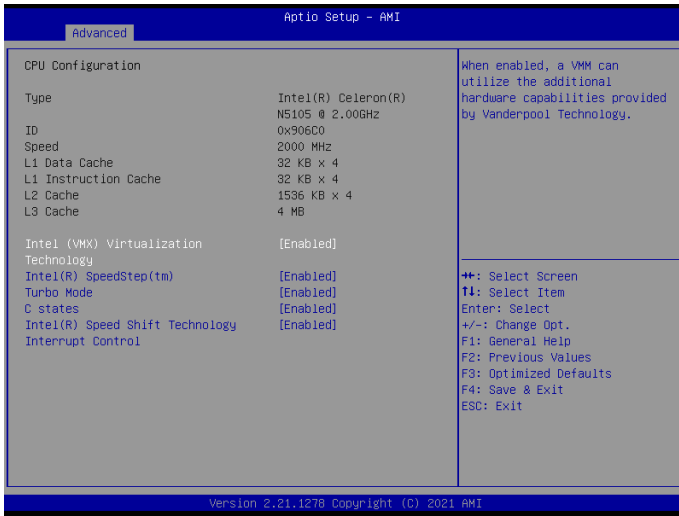 Aptio Setup – AMI
Advanced
CPU Configuration
Type Intel(R) Celeron(R)
N5105 @ 2.00GHz
ID 0x906C0
Speed 2000 MHz
L1 Data Cache 32 KB x 4
L1 Instruction Cache 32 KB x 4
L2 Cache 1536 KB x 4
L3 Cache 4 MB
Intel (VMX) Virtualization [Enabled]
Technology
Intel(R) SpeedStep(tm) [Enabled]
Turbo Mode [Enabled]
C states [Enabled]
Intel(R) Speed Shift Technology [Enabled]
Interrupt Control
When enabled, a VMM can
utilize the additional
hardware capabilities provided
by Vanderpool Technology.
→←: Select Screen
↑↓: Select Item
Enter: Select
+/-: Change Opt.
F1: General Help
F2: Previous Values
F3: Optimized Defaults
F4: Save & Exit
ESC: Exit
Version 2.21.1278 Copyright (C) 2021 AMI